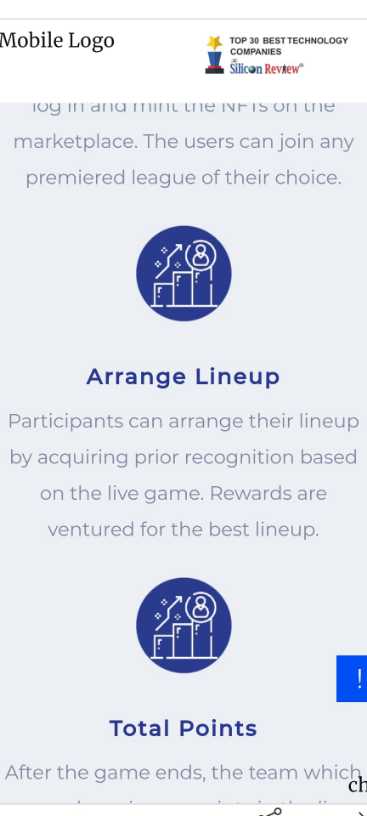 Mobile Logo
TOP 30 BEST TECHNOLOGY
COMPANIES
Silicon Review
log in and mint the NFTs on the
marketplace. The users can join any
premiered league of their choice.
Arrange Lineup
Participants can arrange their lineup
by acquiring prior recognition based
on the live game. Rewards are
ventured for the best lineup.
!
Total Points
After the game ends, the team which
ch